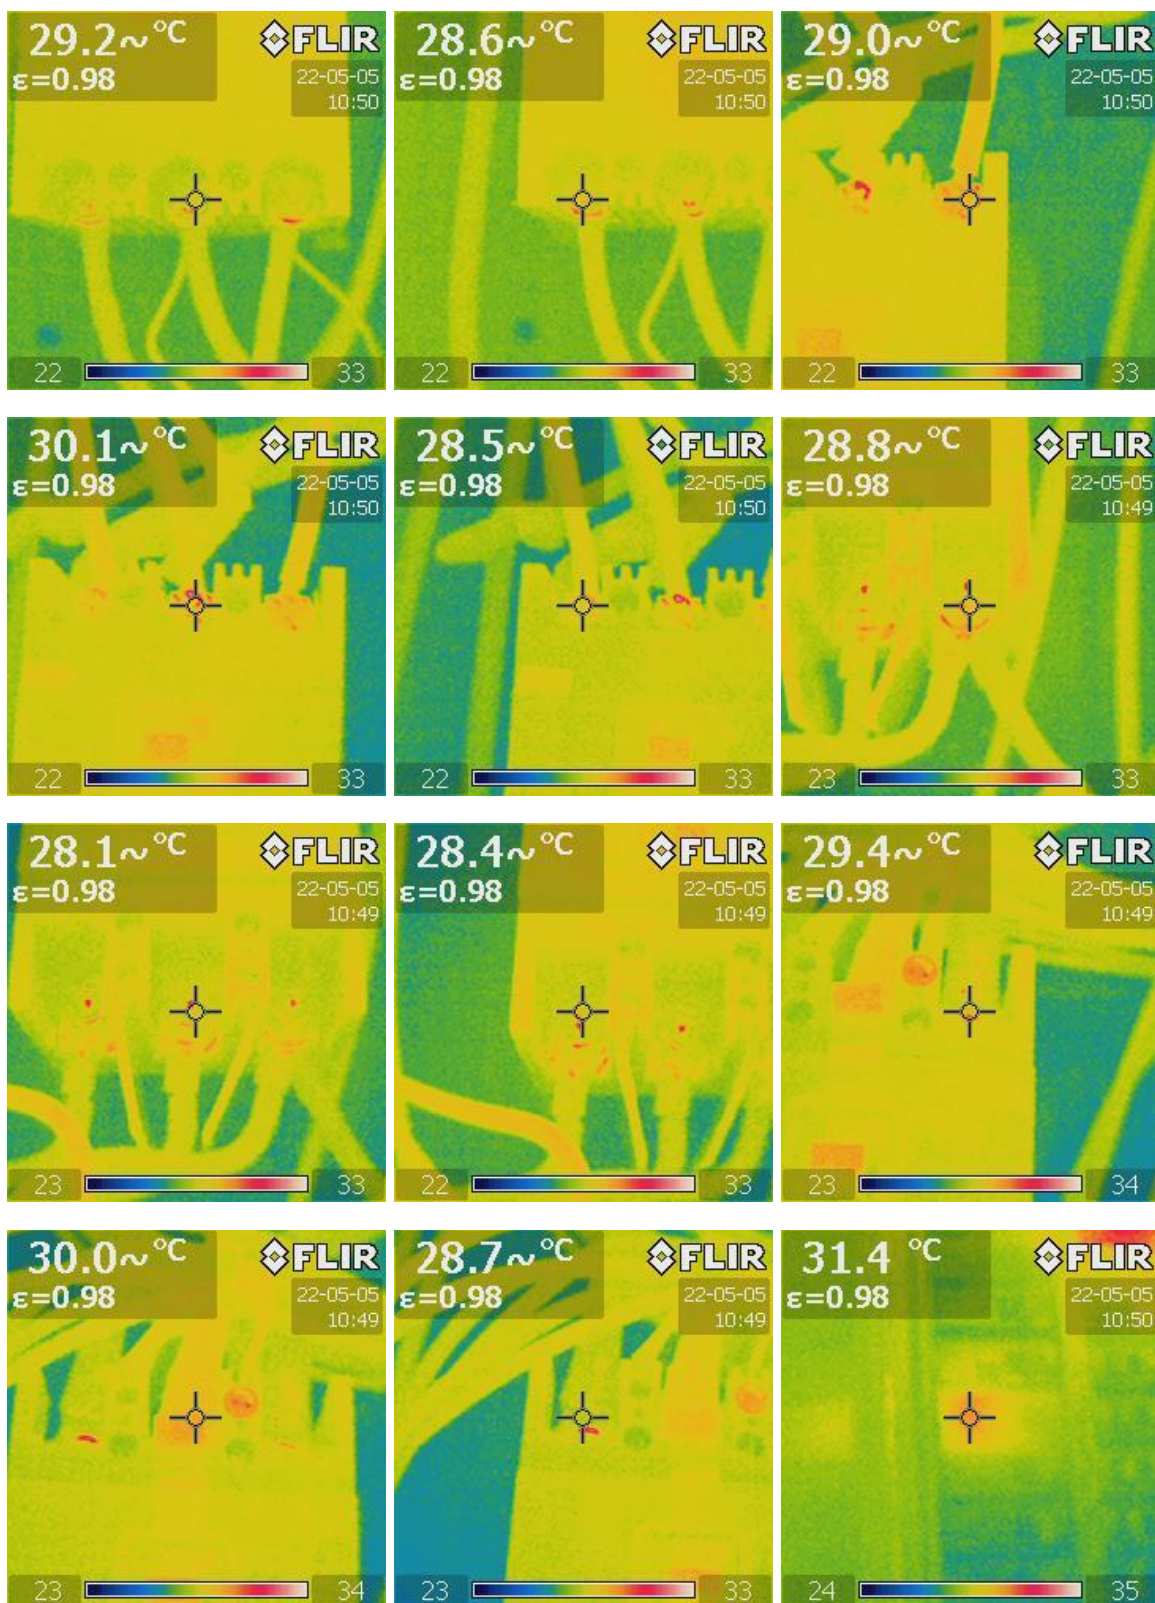 29.2~°C FLIR
ε=0.98 22-05-05
10:50
22 33
28.6~°C FLIR
ε=0.98 22-05-05
10:50
22 33
29.0~°C FLIR
ε=0.98 22-05-05
10:50
22 33
30.1~°C FLIR
ε=0.98 22-05-05
10:50
22 33
28.5~°C FLIR
ε=0.98 22-05-05
10:50
22 33
28.8~°C FLIR
ε=0.98 22-05-05
10:49
23 33
28.1~°C FLIR
ε=0.98 22-05-05
10:49
23 33
28.4~°C FLIR
ε=0.98 22-05-05
10:49
22 33
29.4~°C FLIR
ε=0.98 22-05-05
10:49
23 34
30.0~°C FLIR
ε=0.98 22-05-05
10:49
23 34
28.7~°C FLIR
ε=0.98 22-05-05
10:49
23 33
31.4 °C FLIR
ε=0.98 22-05-05
10:50
24 35